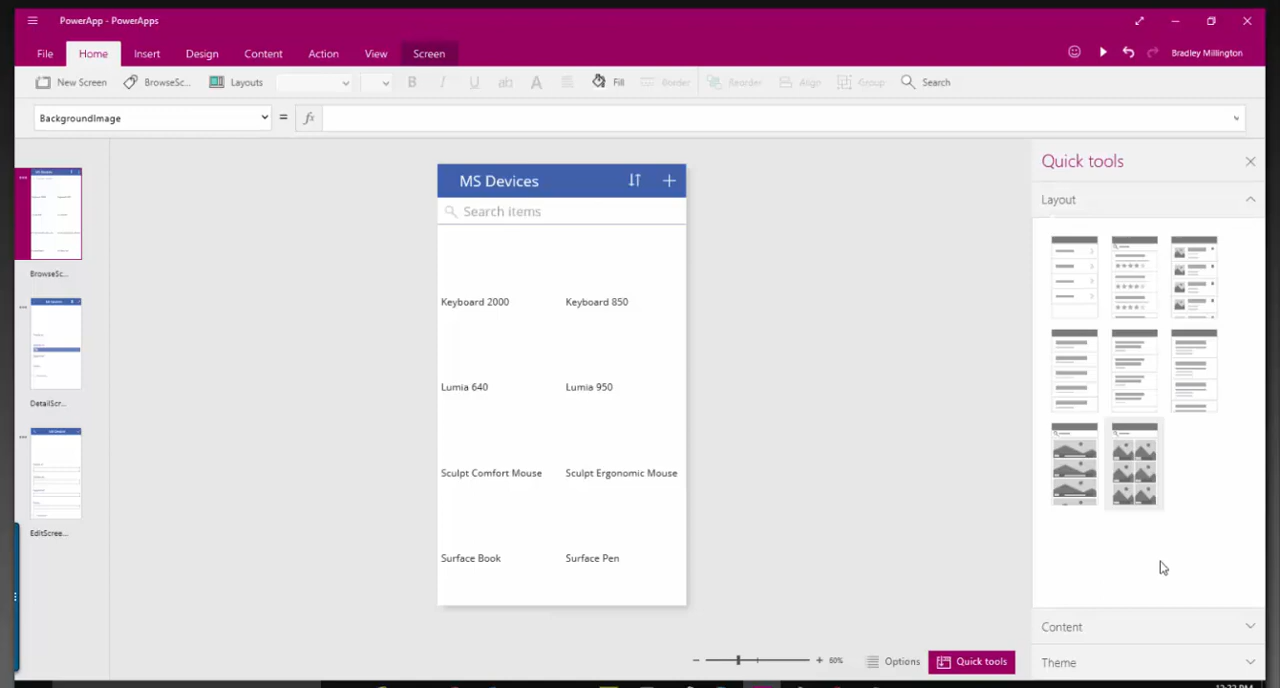 PowerApp - PowerApps
File Home Insert Design Content Action View Screen
Bradley Millington
New Screen BrowseSc... Layouts B I U ab A Fill Border Reorder Align Group Search
BackgroundImage = fx
MS Devices
Search items
Keyboard 2000 Keyboard 850
Lumia 640 Lumia 950
Sculpt Comfort Mouse Sculpt Ergonomic Mouse
Surface Book Surface Pen
BrowseSc...
DetailScr...
EditScree...
Quick tools
Layout
Content
Theme
60% Options Quick tools